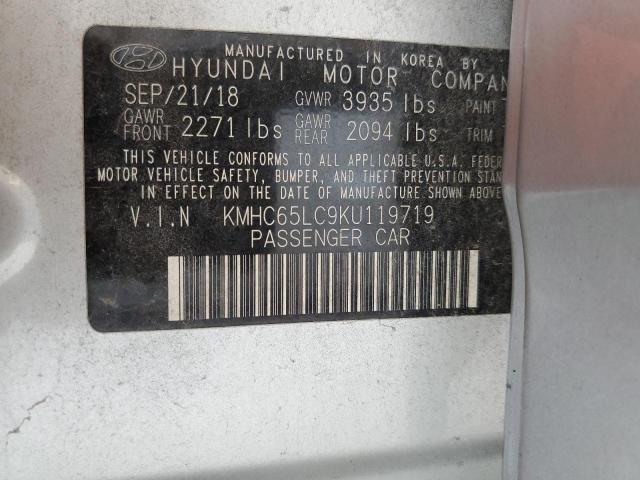 MANUFACTURED IN KOREA BY
HYUNDAI MOTOR COMPAN
SEP/21/18 GVWR 3935 lbs PAINT
GAWR FRONT 2271 lbs GAWR REAR 2094 lbs TRIM
THIS VEHICLE CONFORMS TO ALL APPLICABLE U.S.A. FEDER
MOTOR VEHICLE SAFETY, BUMPER, AND THEFT PREVENTION STAN
IN EFFECT ON THE DATE OF MANUFACTURE SHOWN ABOVE.
V.I.N KMHC65LC9KU119719
PASSENGER CAR